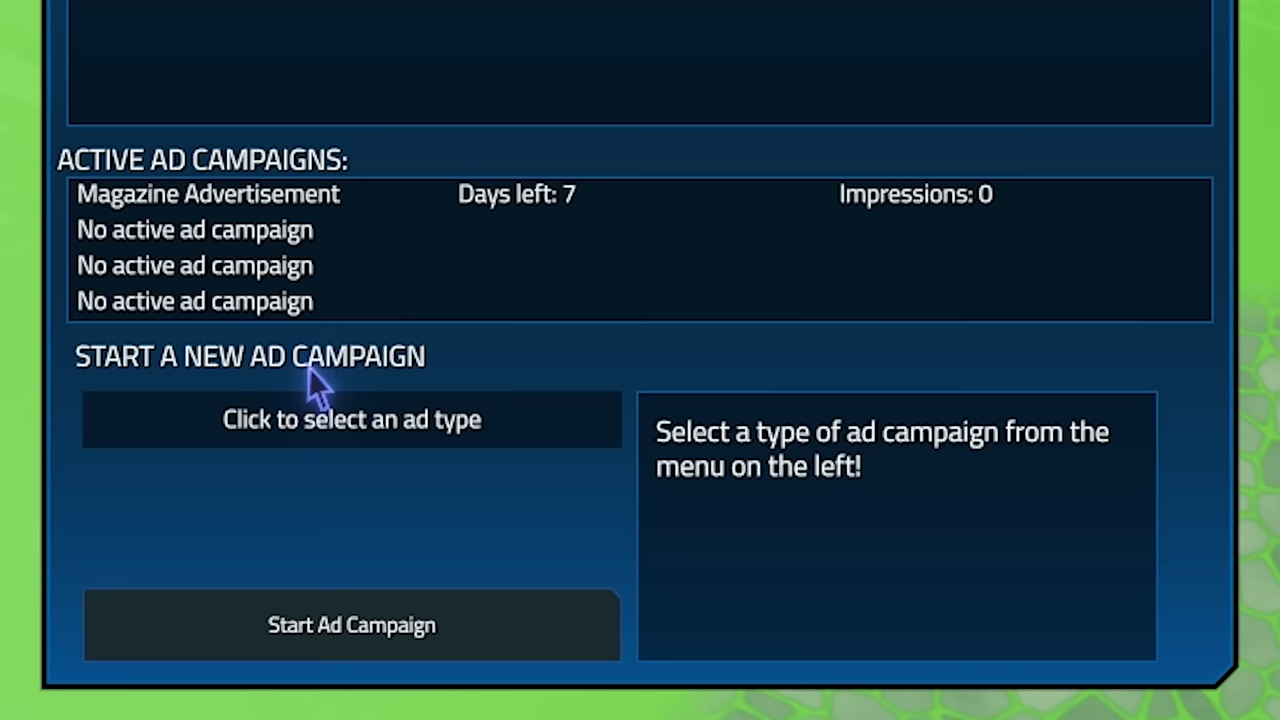 ACTIVE AD CAMPAIGNS:
Magazine Advertisement Days left: 7 Impressions: 0
No active ad campaign
No active ad campaign
No active ad campaign
START A NEW AD CAMPAIGN
Click to select an ad type
Select a type of ad campaign from the
menu on the left!
Start Ad Campaign